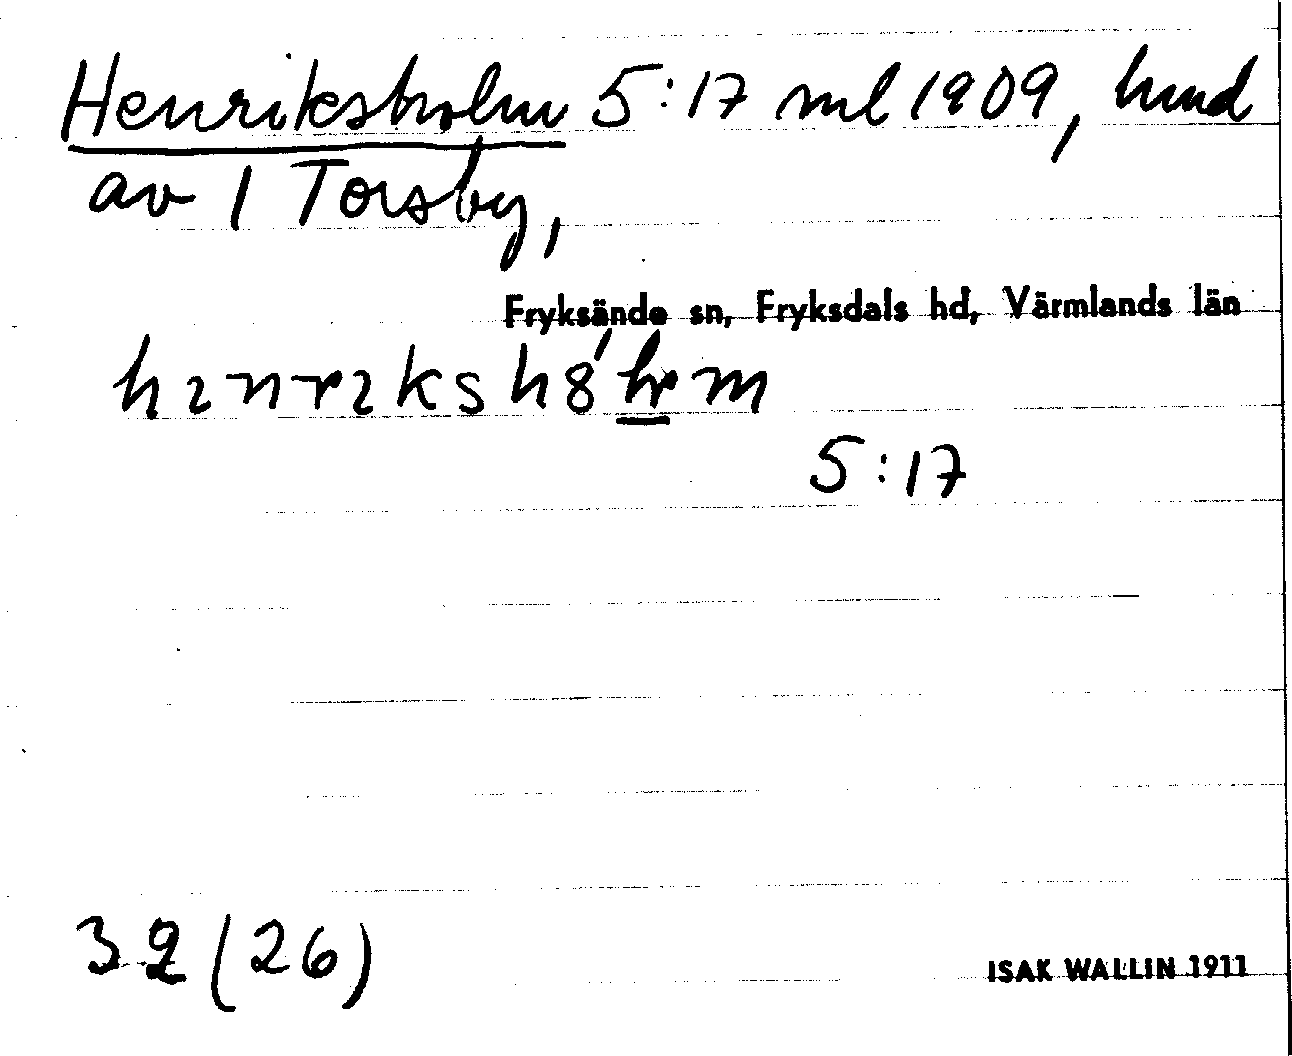 Henriksholm 5:17 ml 1909, hmd
av 1 Torsby,
Fryksände sn, Fryksdals hd, Värmlands län
5:17
32 (26)
ISAK WALLIN 1911